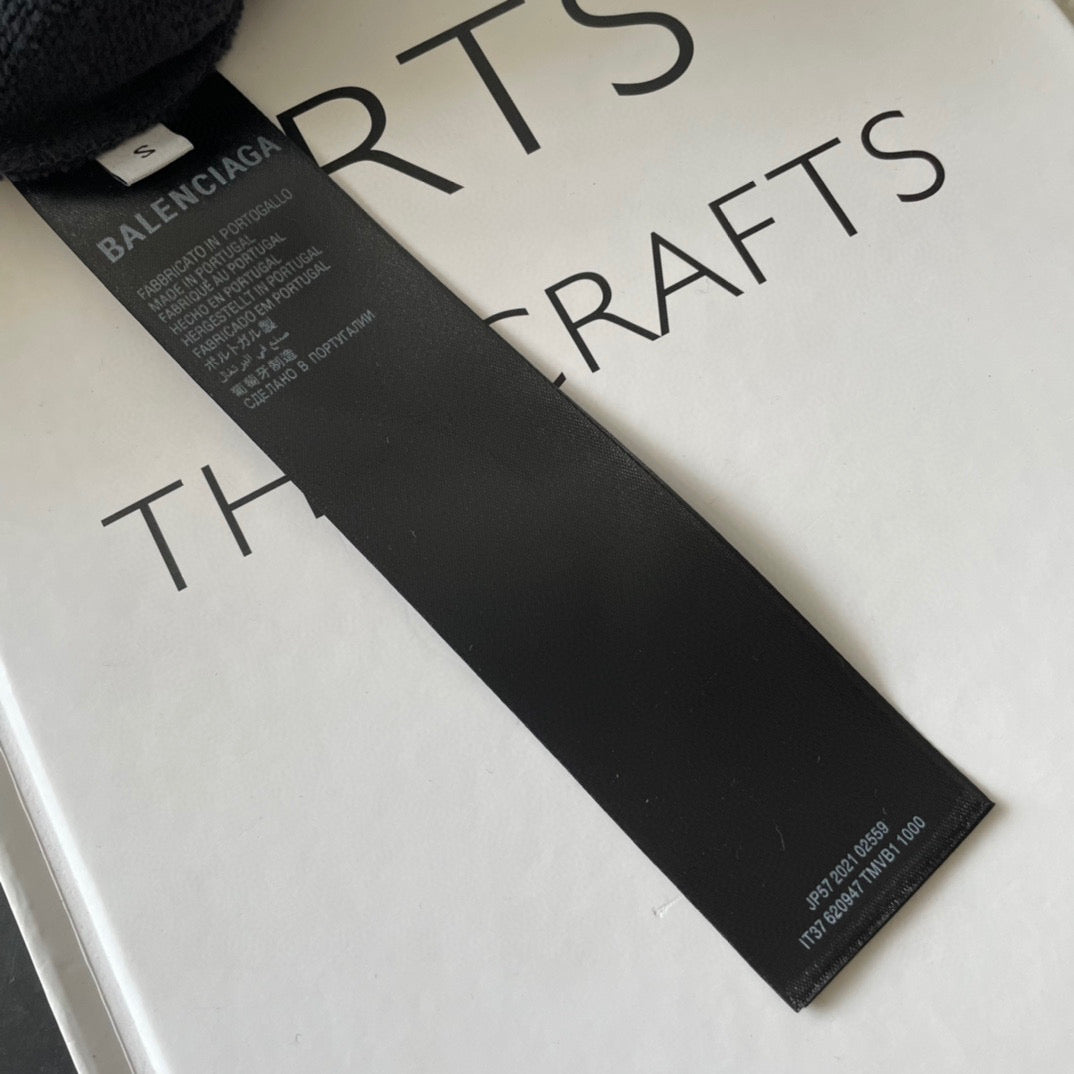 RTS
CRAFTS
TH
S
BALENCIAGA
FABBRICATO IN PORTOGALLO
MADE IN PORTUGAL
FABRIQUÉ AU PORTUGAL
HECHO EN PORTUGAL
HERGESTELLT IN PORTUGAL
FABRICADO EM PORTUGAL
ポルトガル製
صنع في البرتغال
葡萄牙制造
СДЕЛАНО В ПОРТУГАЛИИ
JP57 2021 02559
IT37 620947 TMVB1 1000